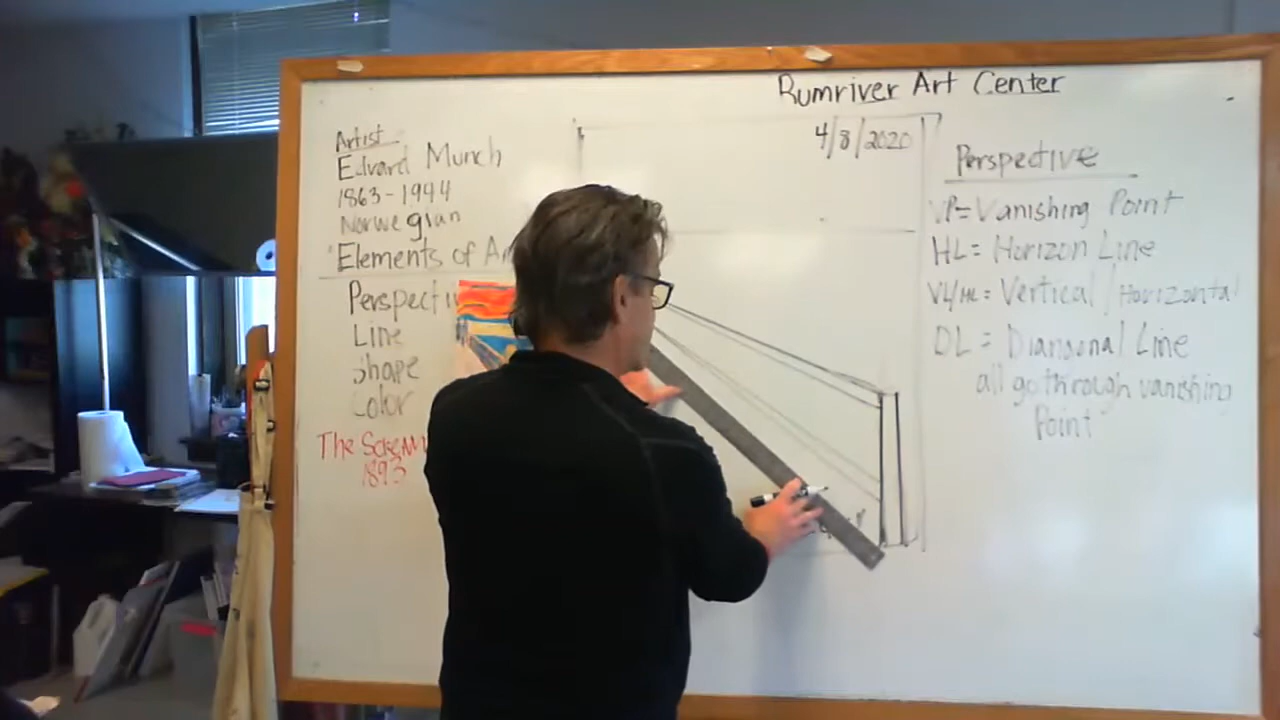 Rumriver Art Center
4/8/2020
Artist
Edvard Munch
1863-1944
Norwegian
Elements of
Line
Shape
Color
The Scream
1893
Perspective
VP= Vanishing Point
HL= Horizon Line
VL/HL= Vertical/Horizontal
DL= Diangonal Line
all go through vanishing
Point